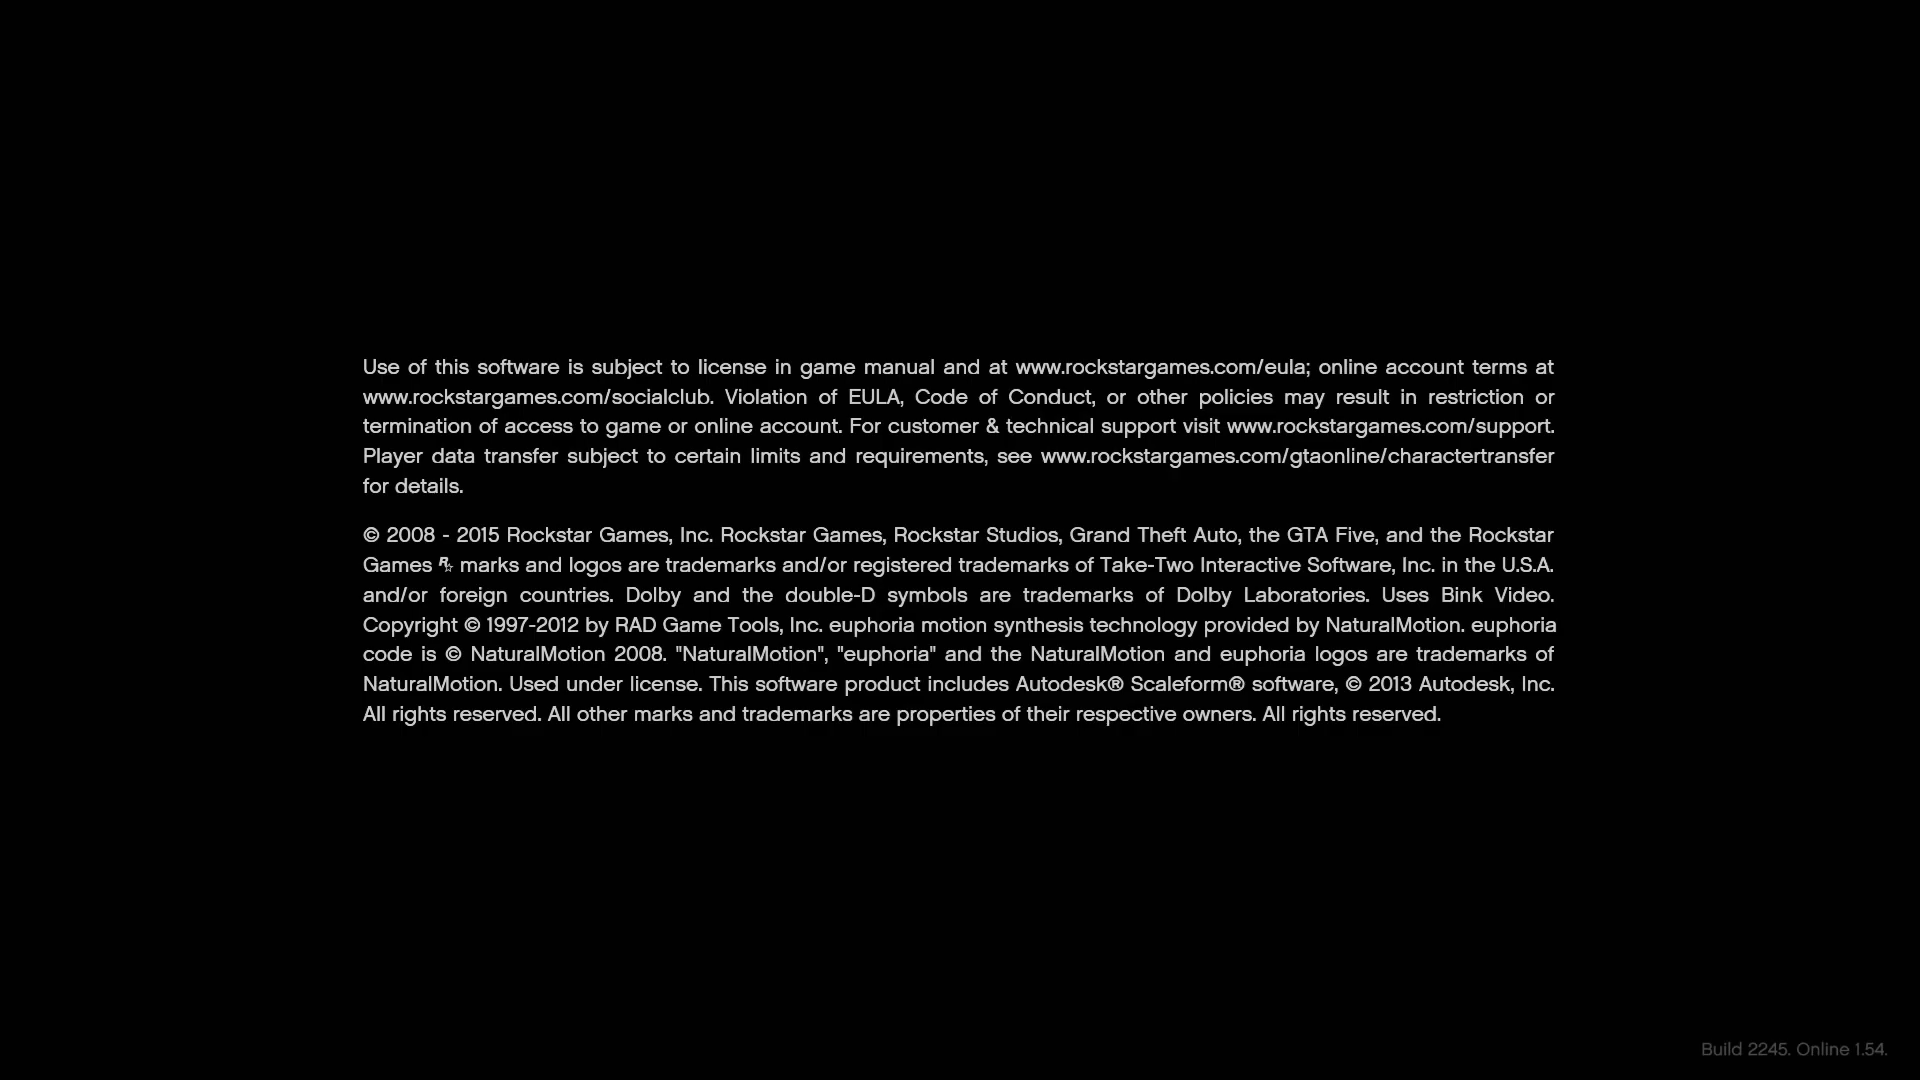 Use of this software is subject to license in game manual and at www.rockstargames.com/eula; online account terms at
www.rockstargames.com/socialclub. Violation of EULA, Code of Conduct, or other policies may result in restriction or
termination of access to game or online account. For customer & technical support visit www.rockstargames.com/support.
Player data transfer subject to certain limits and requirements, see www.rockstargames.com/gtaonline/charactertransfer
for details.
© 2008 - 2015 Rockstar Games, Inc. Rockstar Games, Rockstar Studios, Grand Theft Auto, the GTA Five, and the Rockstar
Games R☆ marks and logos are trademarks and/or registered trademarks of Take-Two Interactive Software, Inc. in the U.S.A.
and/or foreign countries. Dolby and the double-D symbols are trademarks of Dolby Laboratories. Uses Bink Video.
Copyright © 1997-2012 by RAD Game Tools, Inc. euphoria motion synthesis technology provided by NaturalMotion. euphoria
code is © NaturalMotion 2008. "NaturalMotion", "euphoria" and the NaturalMotion and euphoria logos are trademarks of
NaturalMotion. Used under license. This software product includes Autodesk® Scaleform® software, © 2013 Autodesk, Inc.
All rights reserved. All other marks and trademarks are properties of their respective owners. All rights reserved.
Build 2245. Online 1.54.